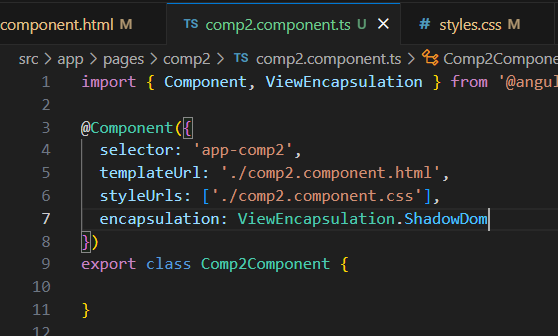 component.html M
comp2.component.ts U
# styles.css M
src > app > pages > comp2 > TS comp2.component.ts > Comp2Compone
1 import { Component, ViewEncapsulation } from '@angul
2
3 @Component({
4 selector: 'app-comp2',
5 templateUrl: './comp2.component.html',
6 styleUrls: ['./comp2.component.css'],
7 encapsulation: ViewEncapsulation.ShadowDom
8 })
9 export class Comp2Component {
10
11 }
12